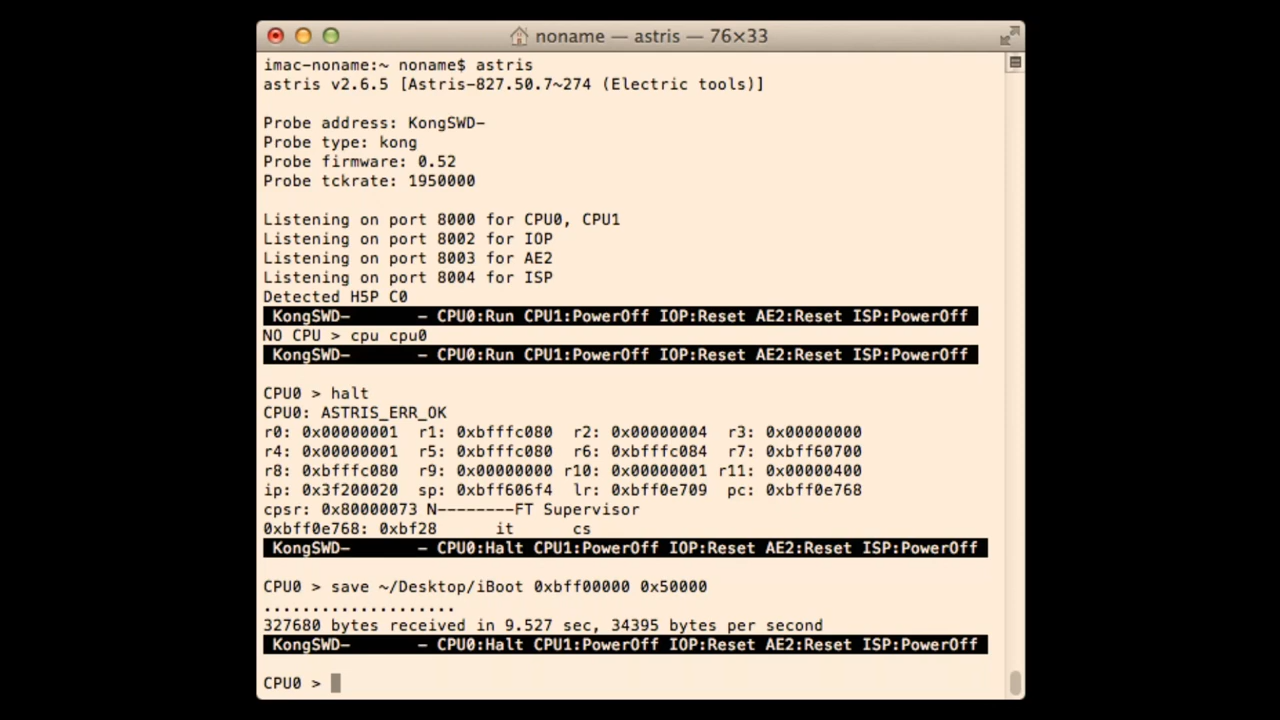 noname — astris — 76×33
imac-noname:~ noname$ astris
astris v2.6.5 [Astris-827.50.7~274 (Electric tools)]
Probe address: KongSWD-
Probe type: kong
Probe firmware: 0.52
Probe tckrate: 1950000
Listening on port 8000 for CPU0, CPU1
Listening on port 8002 for IOP
Listening on port 8003 for AE2
Listening on port 8004 for ISP
Detected H5P C0
KongSWD-       - CPU0:Run CPU1:PowerOff IOP:Reset AE2:Reset ISP:PowerOff
NO CPU > cpu cpu0
KongSWD-       - CPU0:Run CPU1:PowerOff IOP:Reset AE2:Reset ISP:PowerOff
CPU0 > halt
CPU0: ASTRIS_ERR_OK
r0: 0x00000001  r1: 0xbfffc080  r2: 0x00000004  r3: 0x00000000
r4: 0x00000001  r5: 0xbfffc080  r6: 0xbfffc084  r7: 0xbff60700
r8: 0xbfffc080  r9: 0x00000000 r10: 0x00000001 r11: 0x00000400
ip: 0x3f200020  sp: 0xbff606f4  lr: 0xbff0e709  pc: 0xbff0e768
cpsr: 0x80000073 N--------FT Supervisor
0xbff0e768: 0xbf28      it      cs
KongSWD-       - CPU0:Halt CPU1:PowerOff IOP:Reset AE2:Reset ISP:PowerOff
CPU0 > save ~/Desktop/iBoot 0xbff00000 0x50000
....................
327680 bytes received in 9.527 sec, 34395 bytes per second
KongSWD-       - CPU0:Halt CPU1:PowerOff IOP:Reset AE2:Reset ISP:PowerOff
CPU0 >